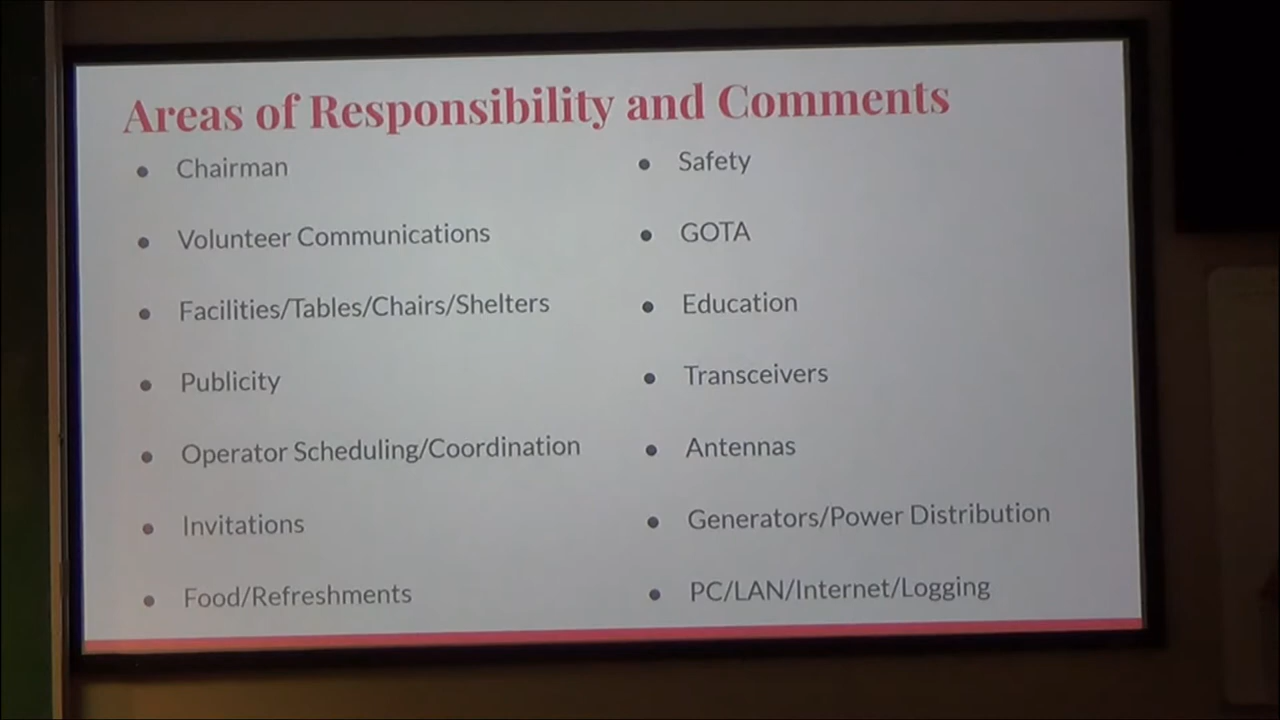 Areas of Responsibility and Comments
● Chairman
● Volunteer Communications
● Facilities/Tables/Chairs/Shelters
● Publicity
● Operator Scheduling/Coordination
● Invitations
● Food/Refreshments
● Safety
● GOTA
● Education
● Transceivers
● Antennas
● Generators/Power Distribution
● PC/LAN/Internet/Logging